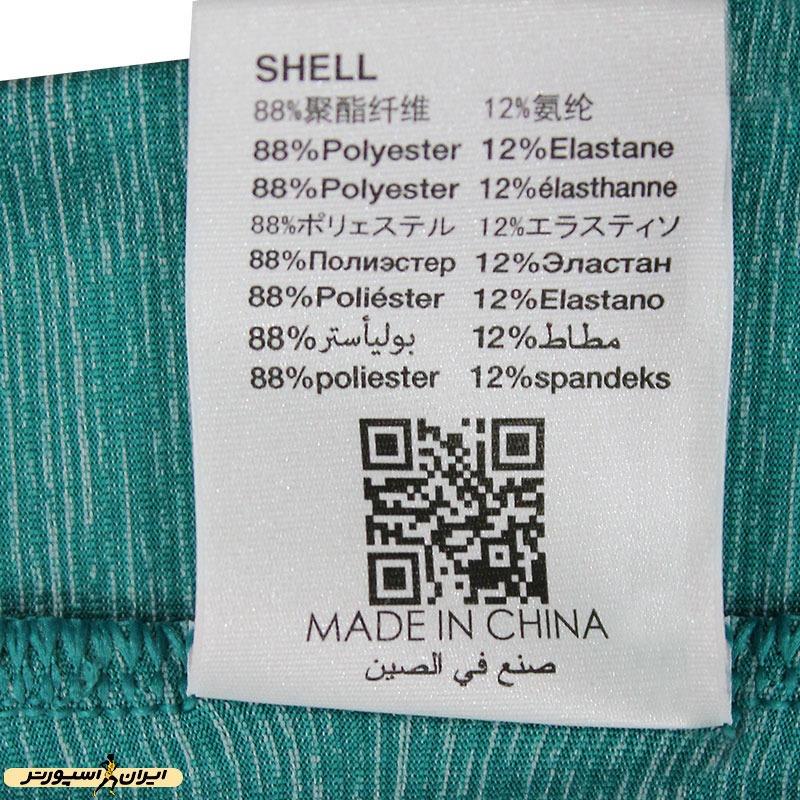 SHELL
88%聚酯纤维 12%氨纶
88%Polyester 12%Elastane
88%Polyester 12%élasthanne
88%ポリェステル 12%エラスティソ
88%Полиэстер 12%Эластан
88%Poliéster 12%Elastano
88%بوليأستر 12%مطاط
88%poliester 12%spandeks
MADE IN CHINA
صنع في الصين
ایران اسپورتر